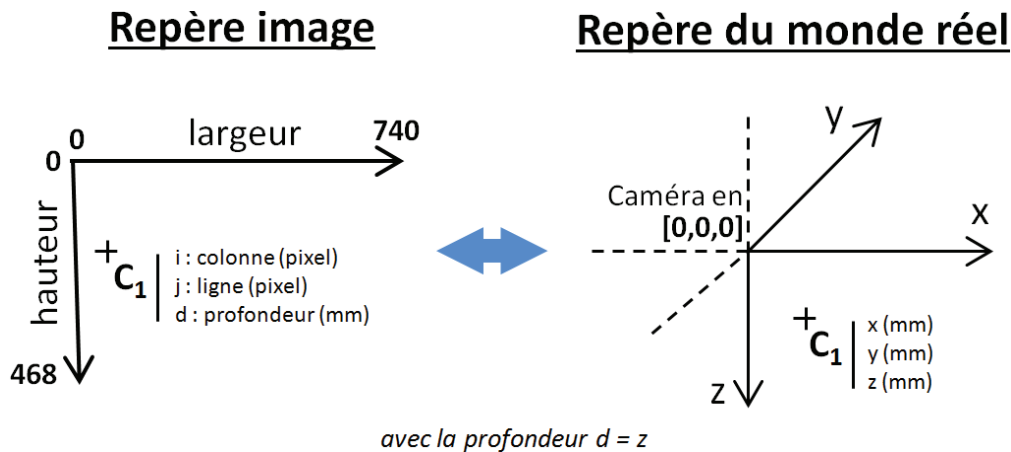 Repère image
0
largeur
740
0
hauteur
+
C1
i : colonne (pixel)
j : ligne (pixel)
d : profondeur (mm)
468
Repère du monde réel
y
Caméra en
[0,0,0]
x
+
C1
x (mm)
y (mm)
z (mm)
z
avec la profondeur d = z